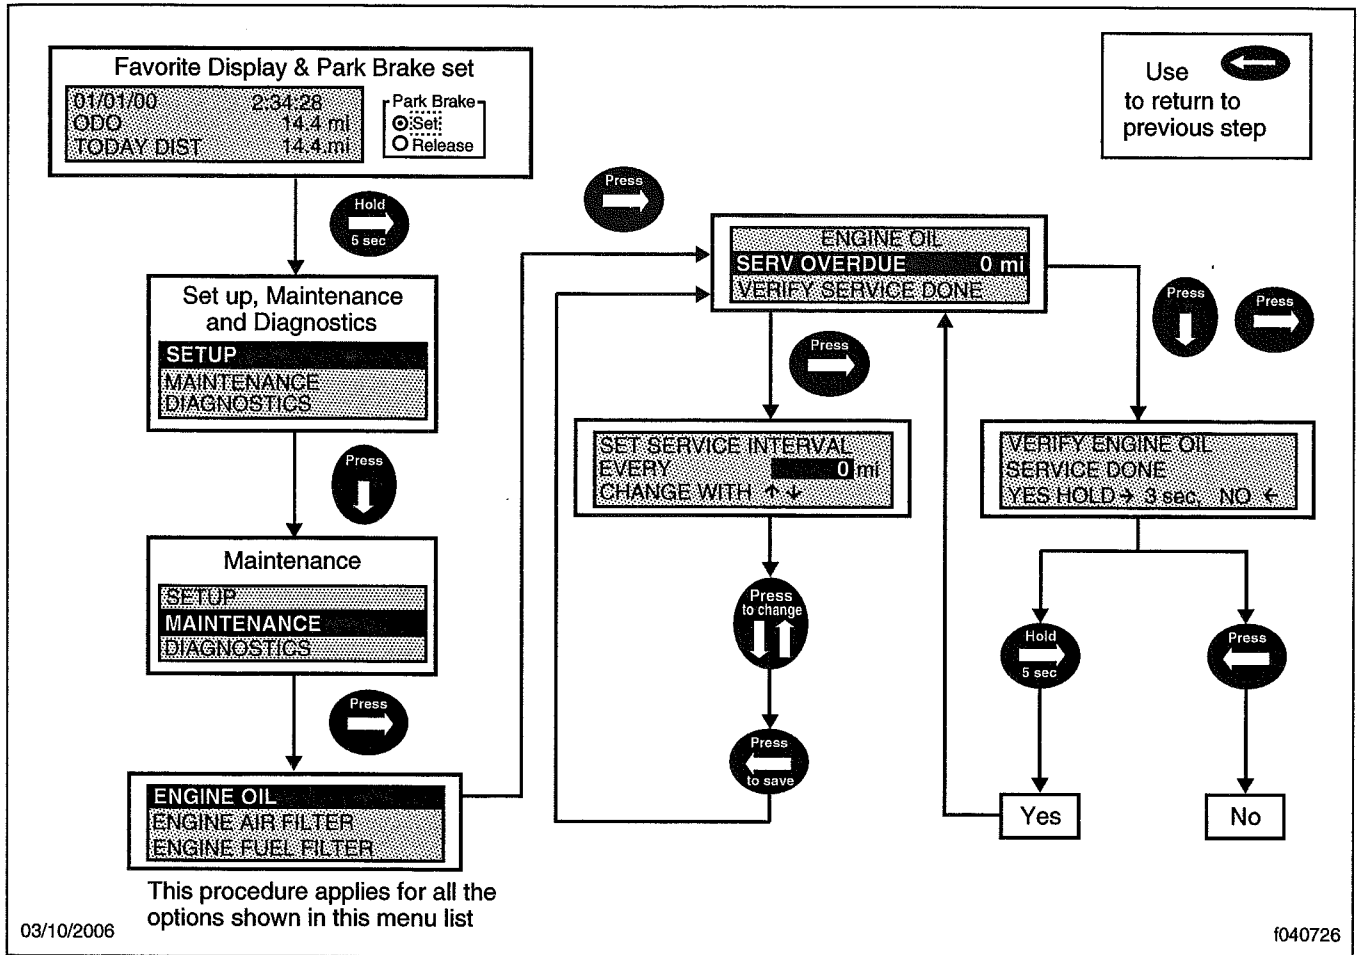 Favorite Display & Park Brake set
01/01/00 2:34:28
ODO 14.4 mi
TODAY DIST 14.4 mi
Park Brake
Set
Release
Use
to return to
previous step
Hold
5 sec
Set up, Maintenance
and Diagnostics
SETUP
MAINTENANCE
DIAGNOSTICS
Press
Maintenance
SETUP
MAINTENANCE
DIAGNOSTICS
Press
ENGINE OIL
ENGINE AIR FILTER
ENGINE FUEL FILTER
This procedure applies for all the
options shown in this menu list
Press
ENGINE OIL
SERV OVERDUE 0 mi
VERIFY SERVICE DONE
Press
SET SERVICE INTERVAL
EVERY 0 mi
CHANGE WITH ↑ ↓
Press
to change
Press
to save
Press
Press
VERIFY ENGINE OIL
SERVICE DONE
YES HOLD → 3 sec. NO ←
Hold
5 sec
Press
Yes
No
03/10/2006
f040726